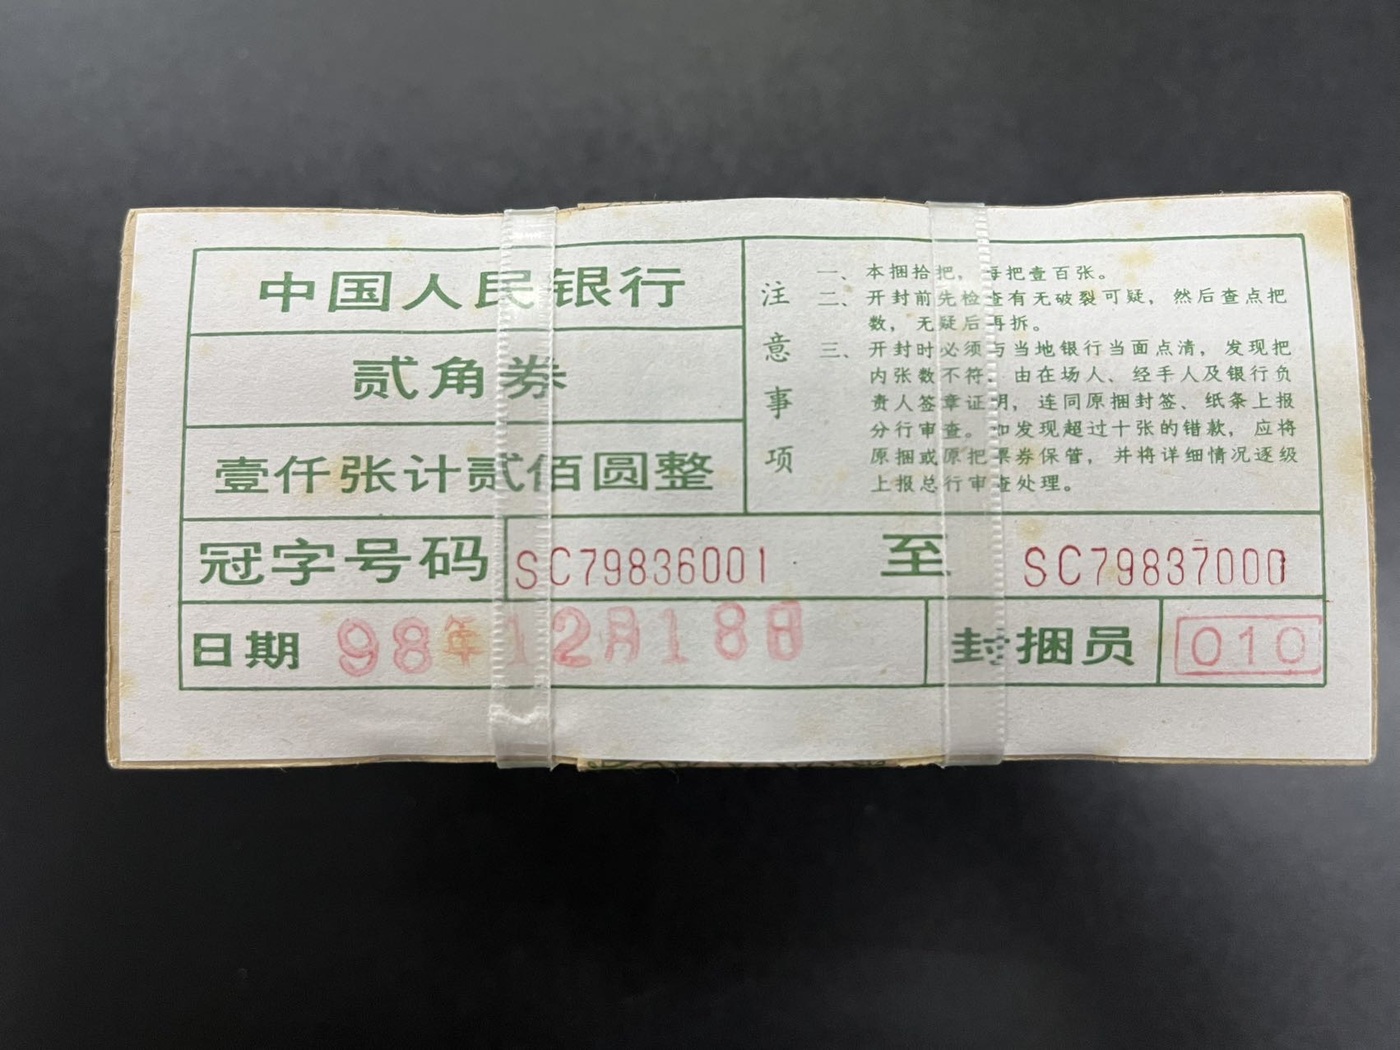 中国人民银行
贰角券
壹仟张计贰佰圆整
注意事项
一、本捆拾把，每把壹百张。
二、开封前先检查有无破裂可疑，然后查点把
数，无疑后再拆。
三、开封时必须与当地银行当面点清，发现把
内张数不符，由在场人、经手人及银行负
责人签章证明，连同原捆封签、纸条上报
分行审查。如发现超过十张的错款，应将
原捆或原把票券保管，并将详细情况逐级
上报总行审查处理。
冠字号码 SC79836001 至 SC79837000
日期 98年12月18日 封捆员 010